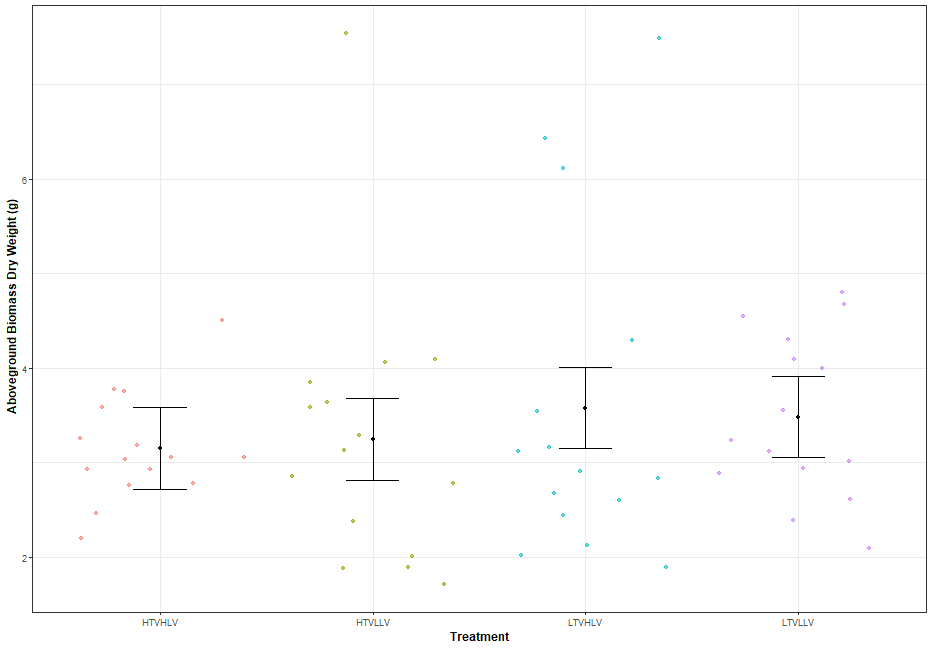 Aboveground Biomass Dry Weight (g)
6
4
2
HTVHLV HTVLLV LTVHLV LTVLLV
Treatment